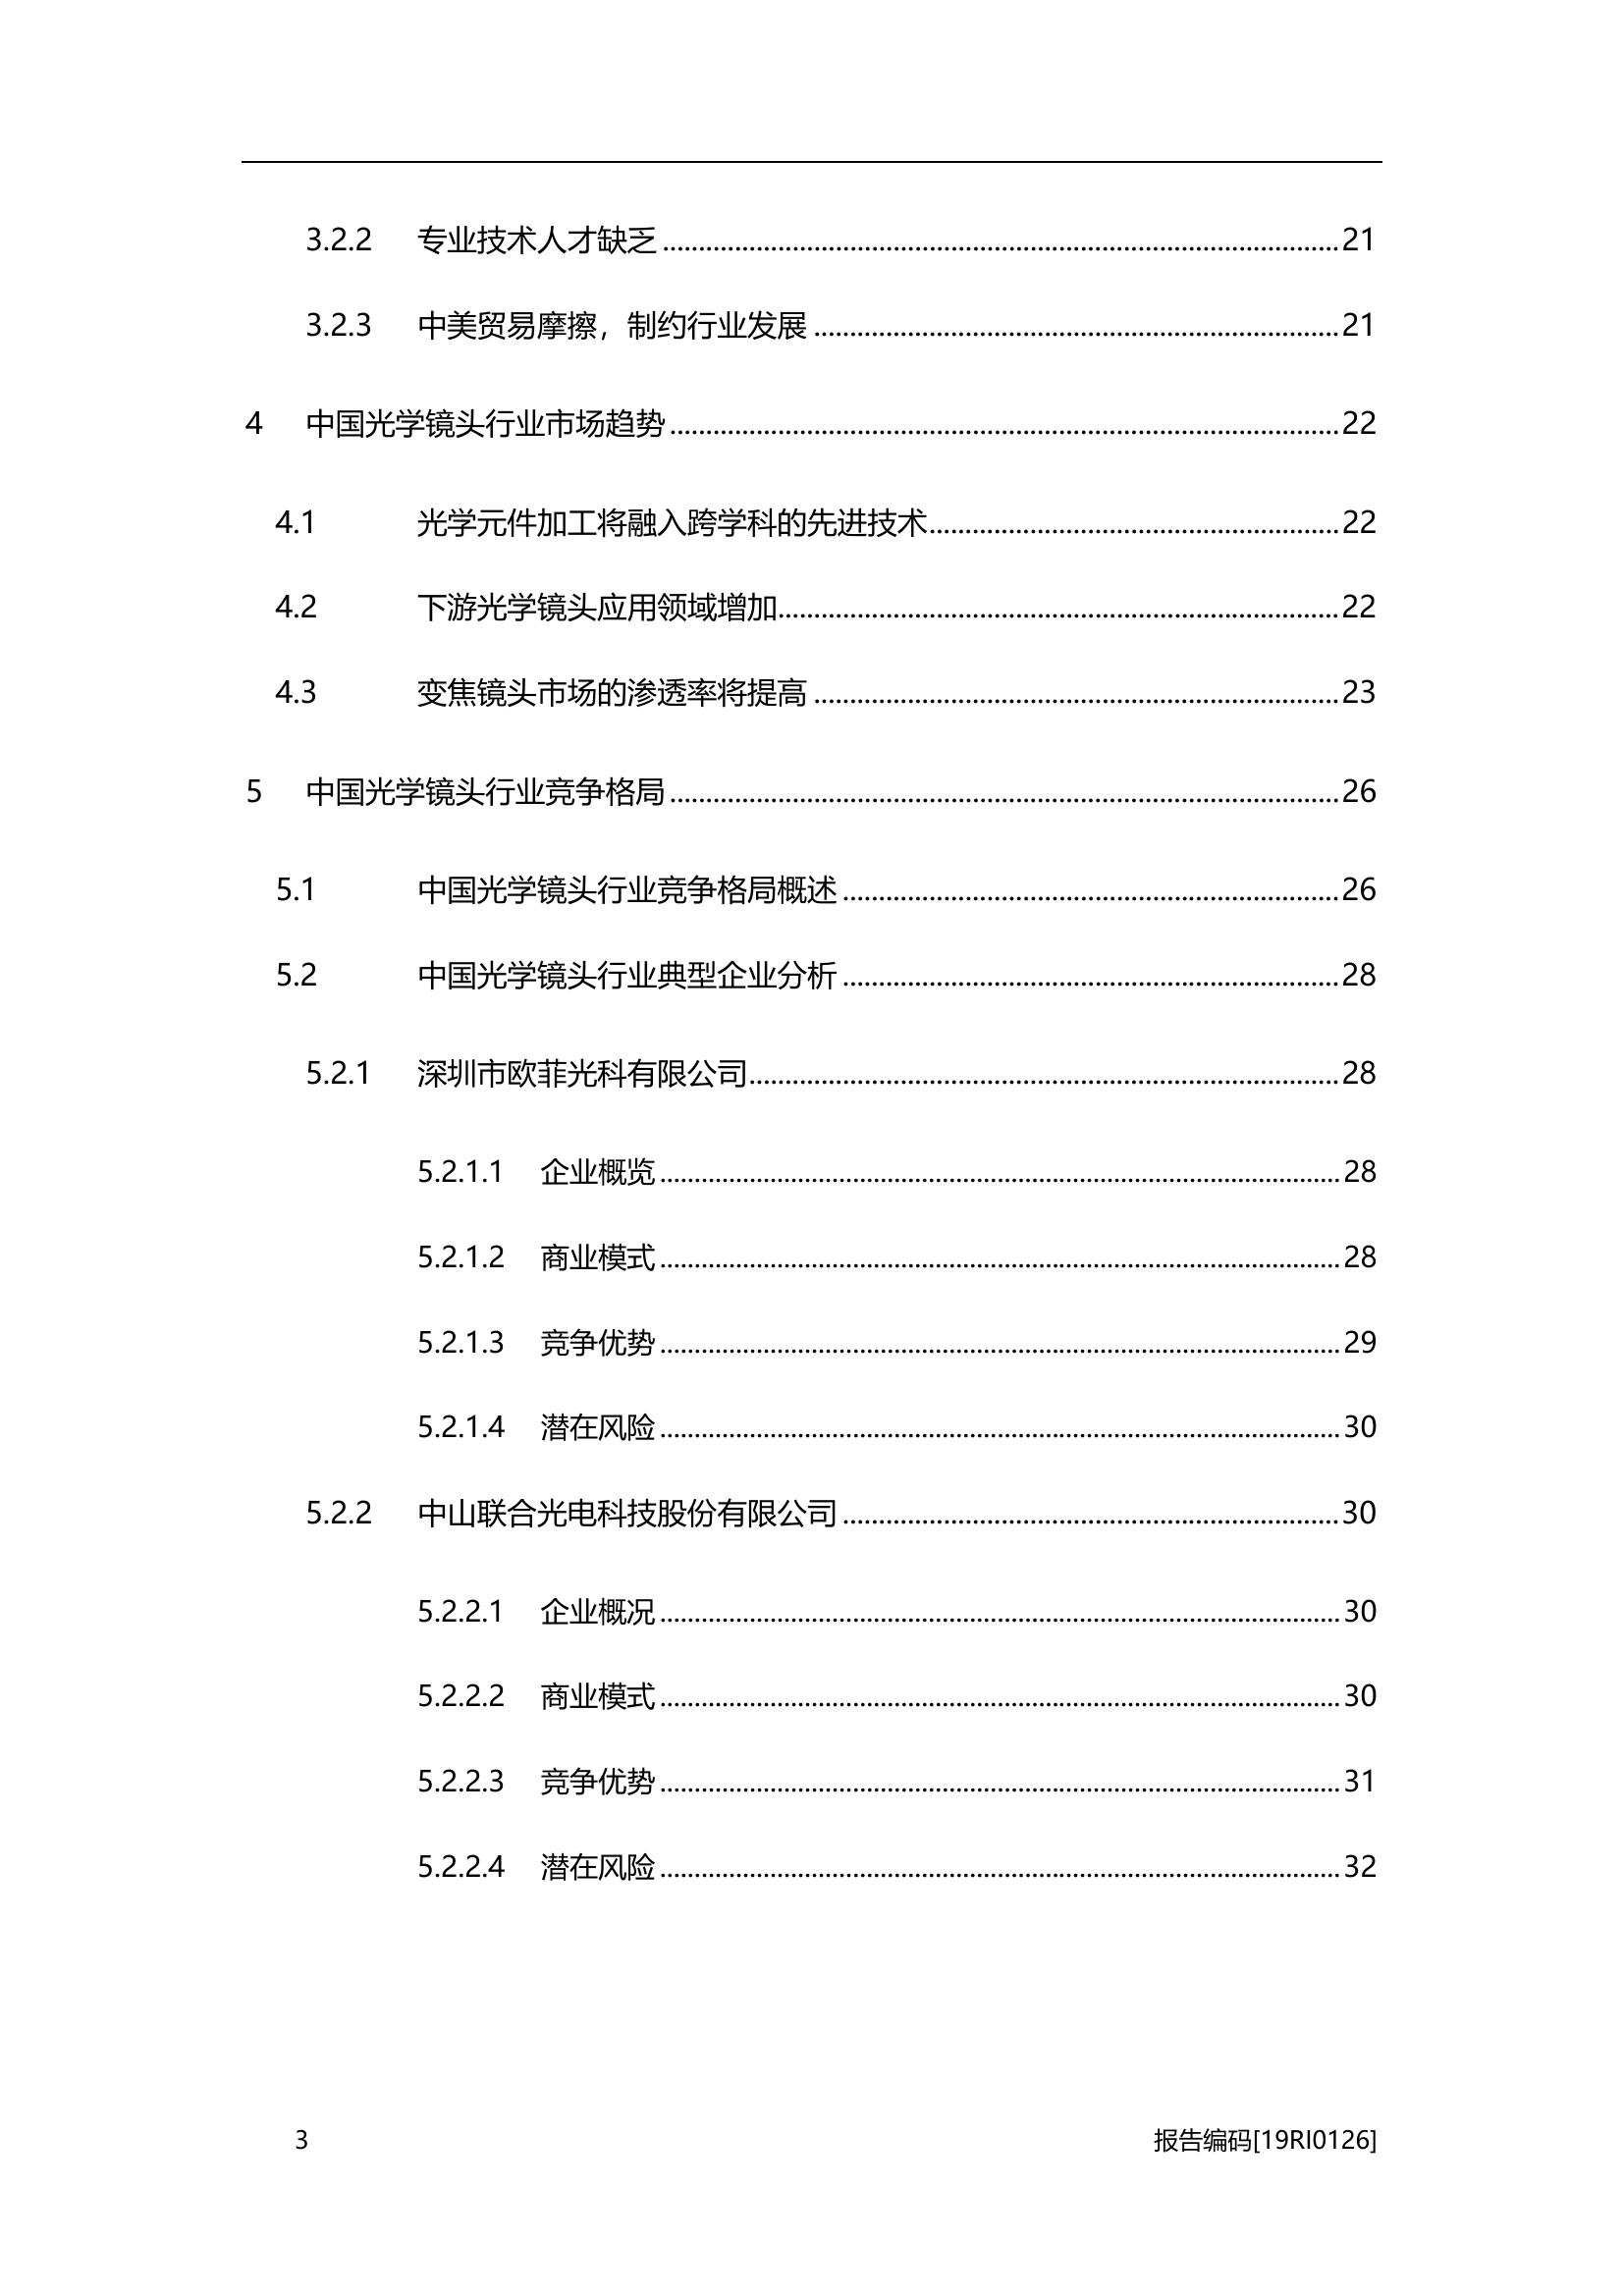 3.2.2 专业技术人才缺乏 ........ 21
3.2.3 中美贸易摩擦，制约行业发展 ........ 21
4 中国光学镜头行业市场趋势 ........ 22
4.1 光学元件加工将融入跨学科的先进技术 ........ 22
4.2 下游光学镜头应用领域增加 ........ 22
4.3 变焦镜头市场的渗透率将提高 ........ 23
5 中国光学镜头行业竞争格局 ........ 26
5.1 中国光学镜头行业竞争格局概述 ........ 26
5.2 中国光学镜头行业典型企业分析 ........ 28
5.2.1 深圳市欧菲光科有限公司 ........ 28
5.2.1.1 企业概览 ........ 28
5.2.1.2 商业模式 ........ 28
5.2.1.3 竞争优势 ........ 29
5.2.1.4 潜在风险 ........ 30
5.2.2 中山联合光电科技股份有限公司 ........ 30
5.2.2.1 企业概况 ........ 30
5.2.2.2 商业模式 ........ 30
5.2.2.3 竞争优势 ........ 31
5.2.2.4 潜在风险 ........ 32
3 报告编码[19RI0126]